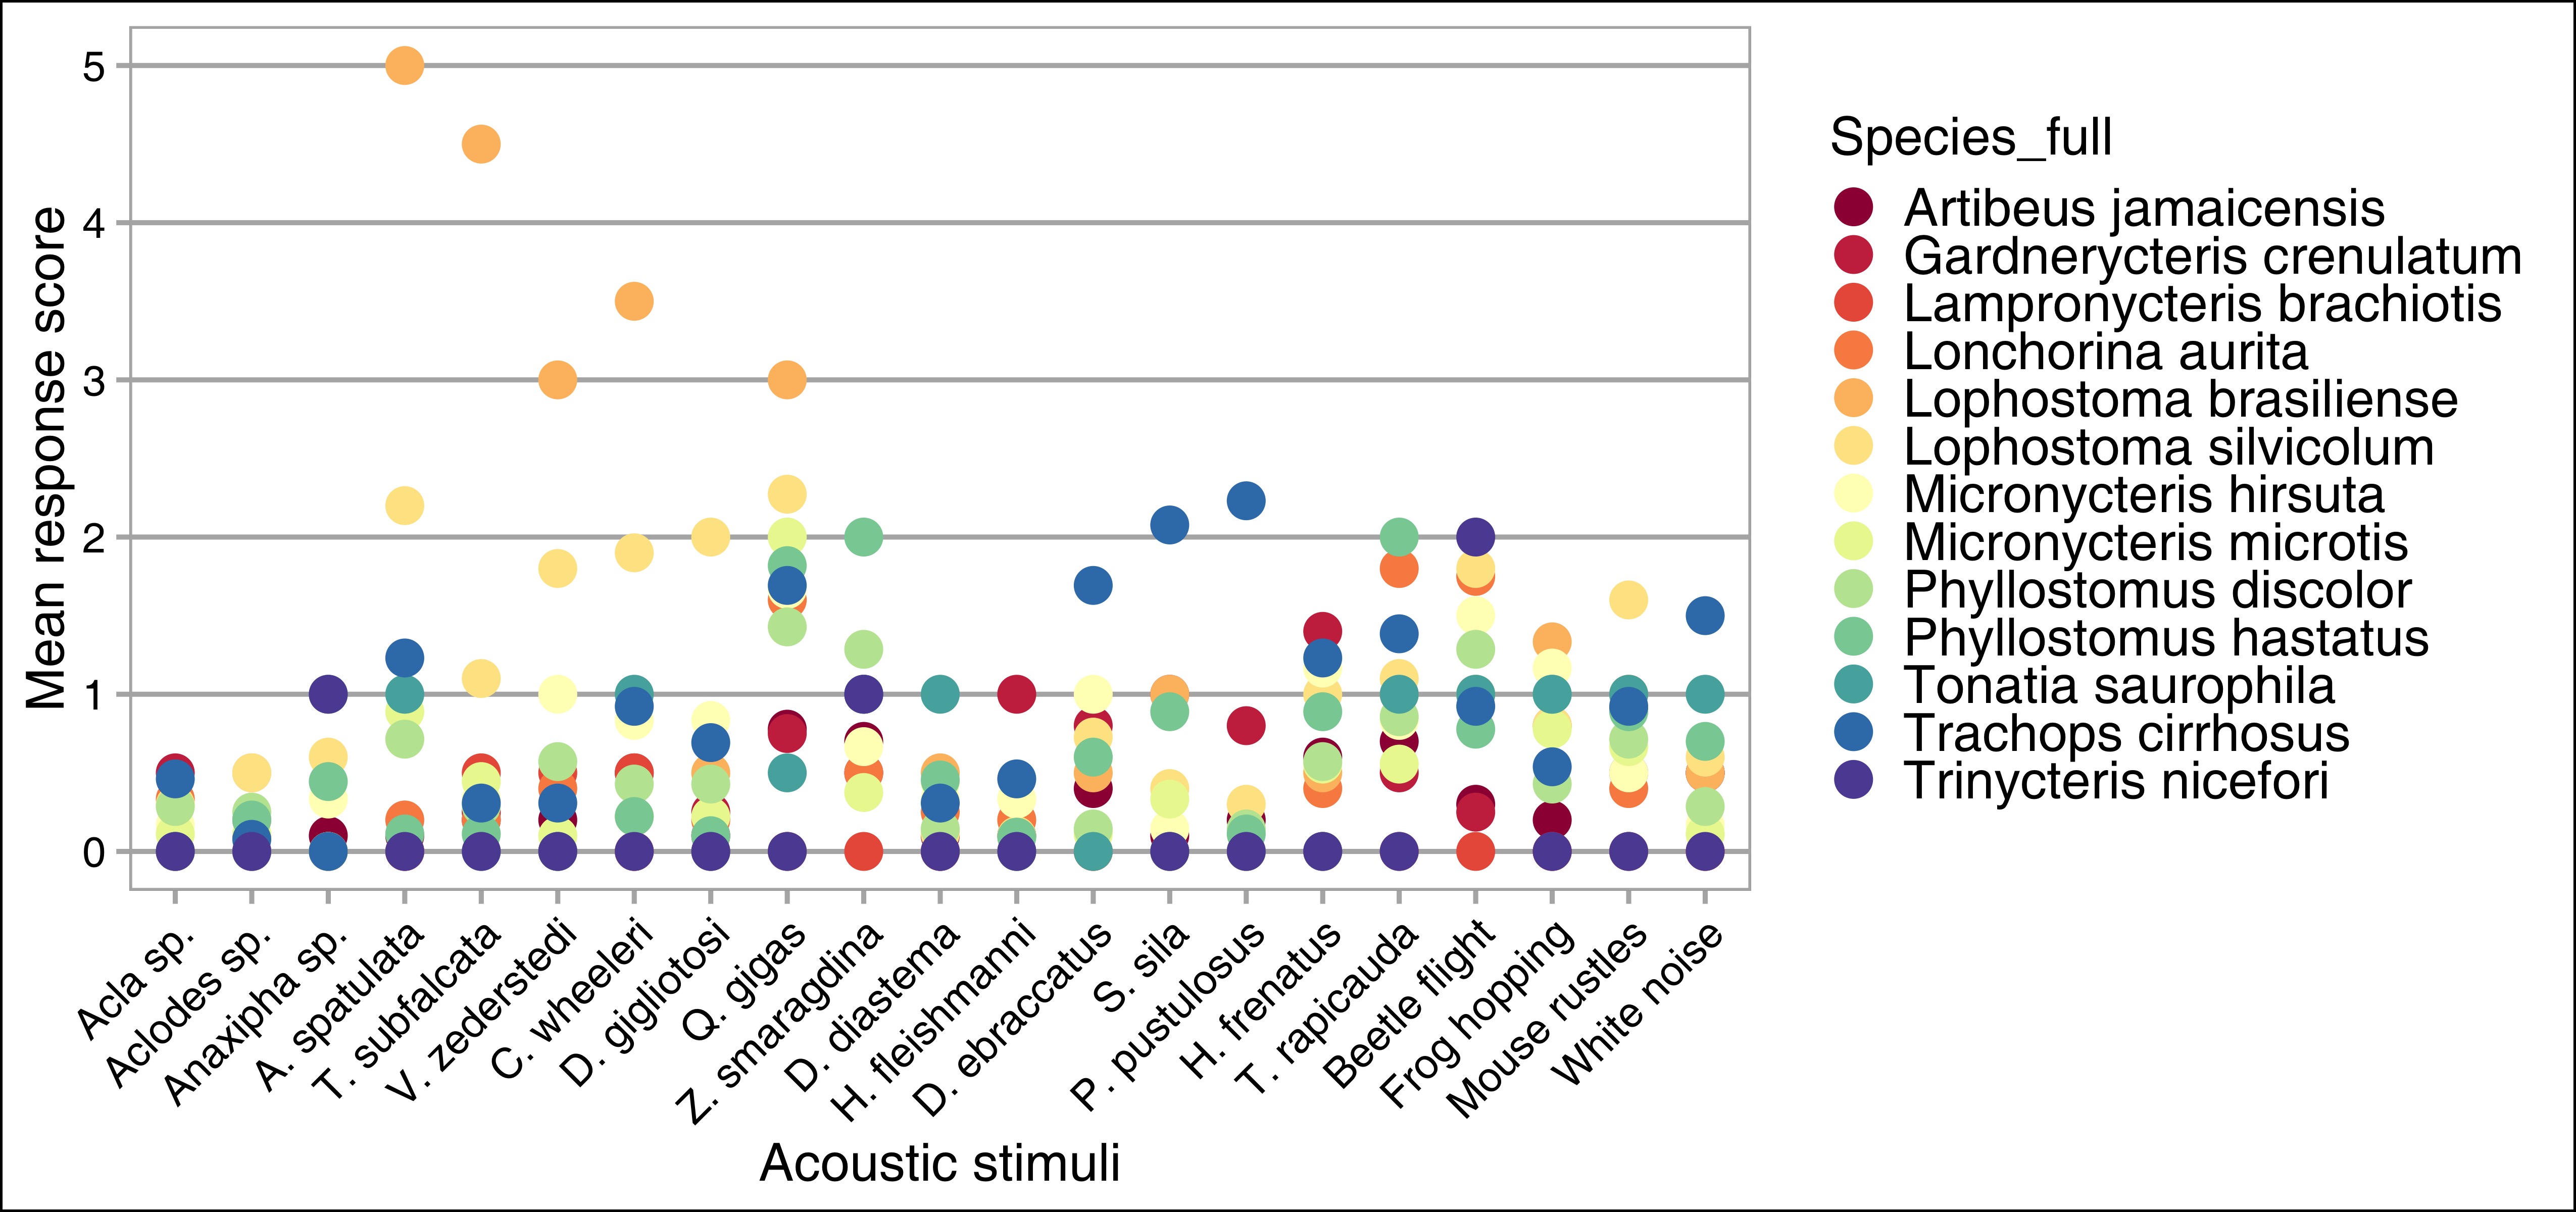 Mean response score
5
4
3
2
1
0
Acla sp.
Aclodes sp.
Anaxipha sp.
A. spatulata
T. subfalcata
V. zederstedi
C. wheeleri
D. gigliotosi
Q. gigas
Z. smaragdina
D. diastema
H. fleishmanni
D. ebraccatus
S. sila
P. pustulosus
H. frenatus
T. rapicauda
Beetle flight
Frog hopping
Mouse rustles
White noise
Acoustic stimuli
Species_full
Artibeus jamaicensis
Gardnerycteris crenulatum
Lampronycteris brachiotis
Lonchorina aurita
Lophostoma brasiliense
Lophostoma silvicolum
Micronycteris hirsuta
Micronycteris microtis
Phyllostomus discolor
Phyllostomus hastatus
Tonatia saurophila
Trachops cirrhosus
Trinycteris nicefori